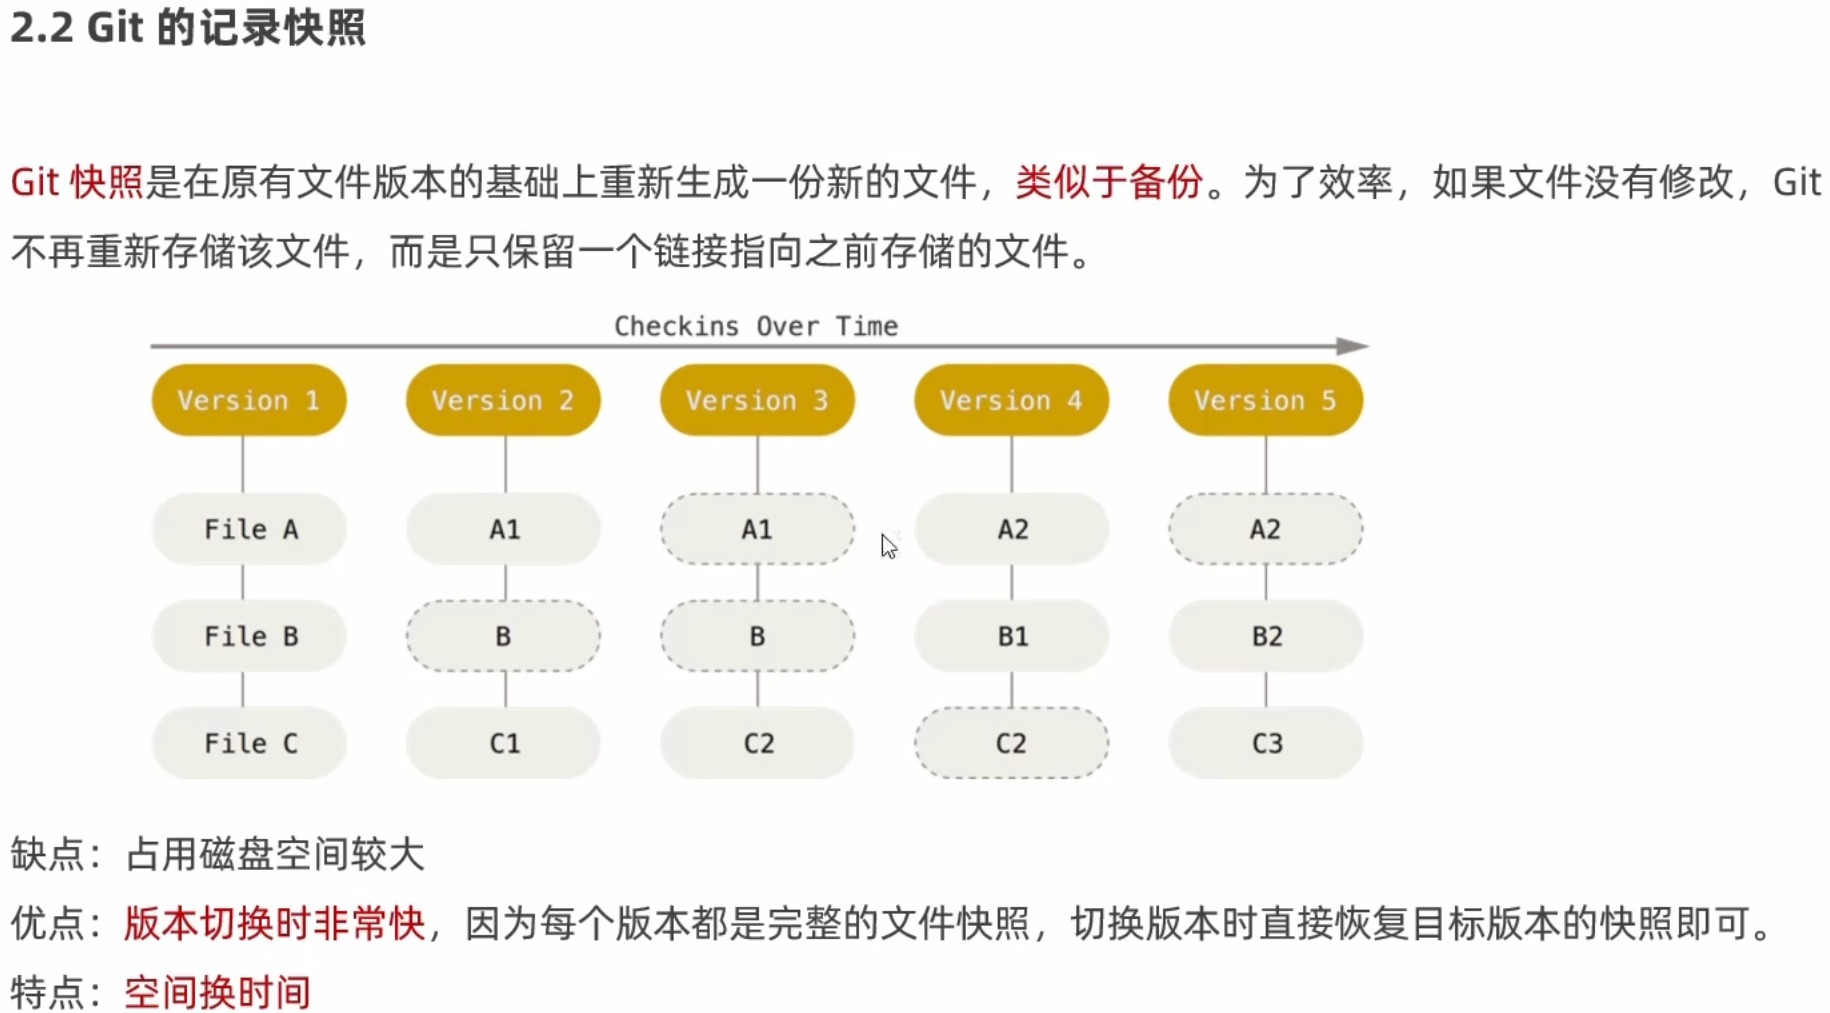 2.2 Git 的记录快照
Git 快照是在原有文件版本的基础上重新生成一份新的文件，类似于备份。为了效率，如果文件没有修改，Git
不再重新存储该文件，而是只保留一个链接指向之前存储的文件。
Checkins Over Time
Version 1 Version 2 Version 3 Version 4 Version 5
File A A1 A1 A2 A2
File B B B B1 B2
File C C1 C2 C2 C3
缺点：占用磁盘空间较大
优点：版本切换时非常快，因为每个版本都是完整的文件快照，切换版本时直接恢复目标版本的快照即可。
特点：空间换时间